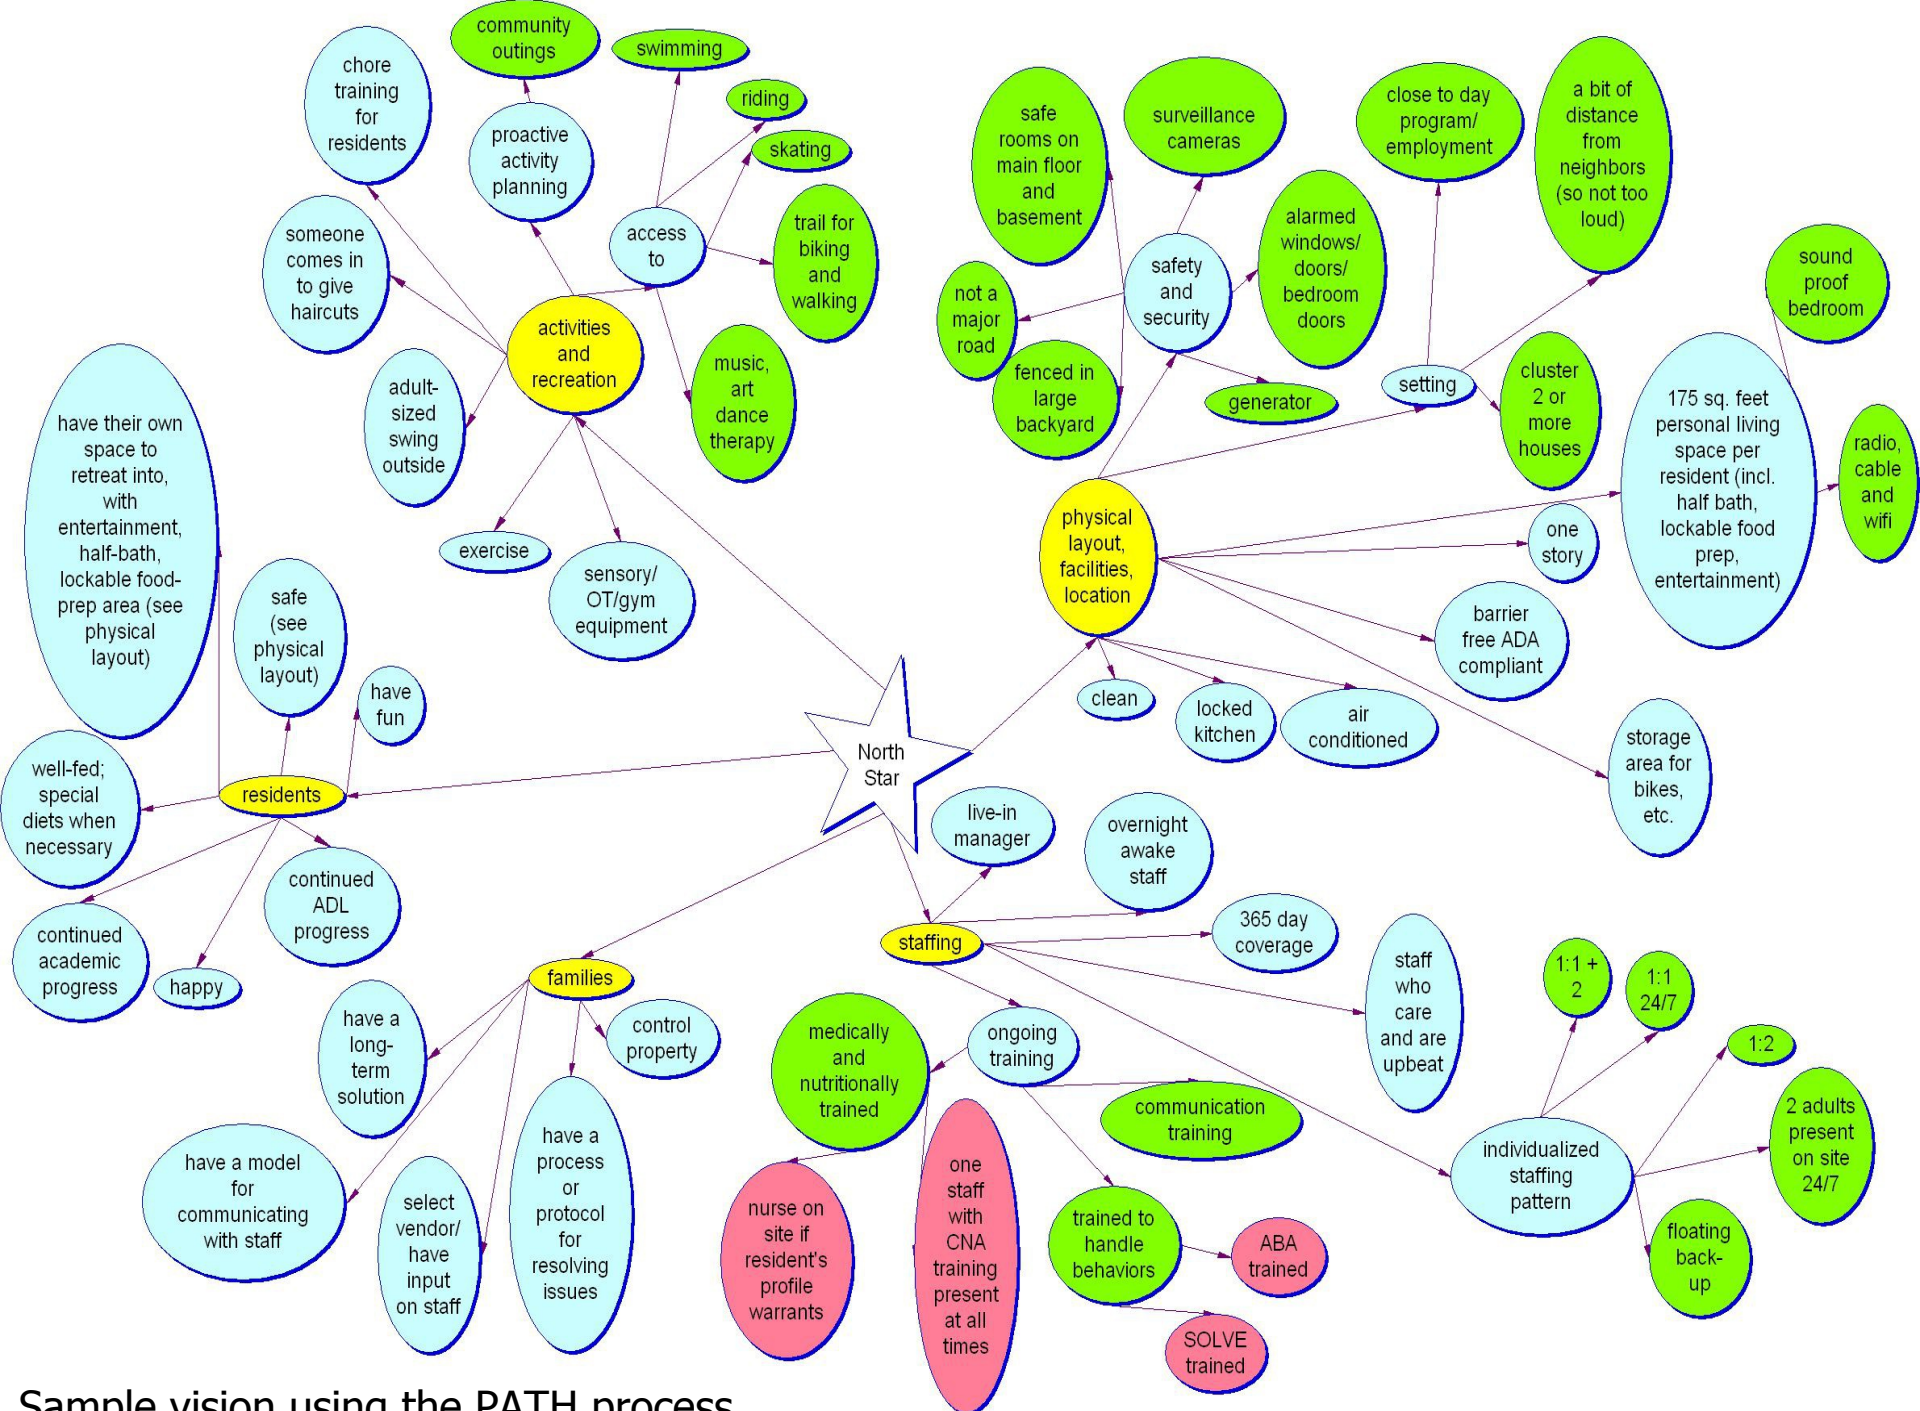 community
outings
swimming
riding
skating
chore
training
for
residents
proactive
activity
planning
access
to
trail for
biking
and
walking
someone
comes in
to give
haircuts
activities
and
recreation
adult-
sized
swing
outside
music,
art
dance
therapy
exercise
sensory/
OT/gym
equipment
safe
rooms on
main floor
and
basement
surveillance
cameras
close to day
program/
employment
a bit of
distance
from
neighbors
(so not too
loud)
alarmed
windows/
doors/
bedroom
doors
safety
and
security
not a
major
road
fenced in
large
backyard
generator
setting
cluster
2 or
more
houses
sound
proof
bedroom
175 sq. feet
personal living
space per
resident (incl.
half bath,
lockable food
prep,
entertainment)
radio,
cable
and
wifi
physical
layout,
facilities,
location
one
story
barrier
free ADA
compliant
clean
locked
kitchen
air
conditioned
storage
area for
bikes,
etc.
have their own
space to
retreat into,
with
entertainment,
half-bath,
lockable food-
prep area (see
physical
layout)
safe
(see
physical
layout)
have
fun
well-fed;
special
diets when
necessary
residents
continued
academic
progress
happy
continued
ADL
progress
North
Star
families
have a
long-
term
solution
control
property
have a model
for
communicating
with staff
select
vendor/
have
input
on staff
have a
process
or
protocol
for
resolving
issues
live-in
manager
overnight
awake
staff
staffing
365 day
coverage
staff
who
care
and are
upbeat
ongoing
training
medically
and
nutritionally
trained
communication
training
nurse on
site if
resident's
profile
warrants
one
staff
with
CNA
training
present
at all
times
trained to
handle
behaviors
ABA
trained
SOLVE
trained
individualized
staffing
pattern
1:1 +
2
1:1
24/7
1:2
2 adults
present
on site
24/7
floating
back-
up
Sample vision using the PATH process